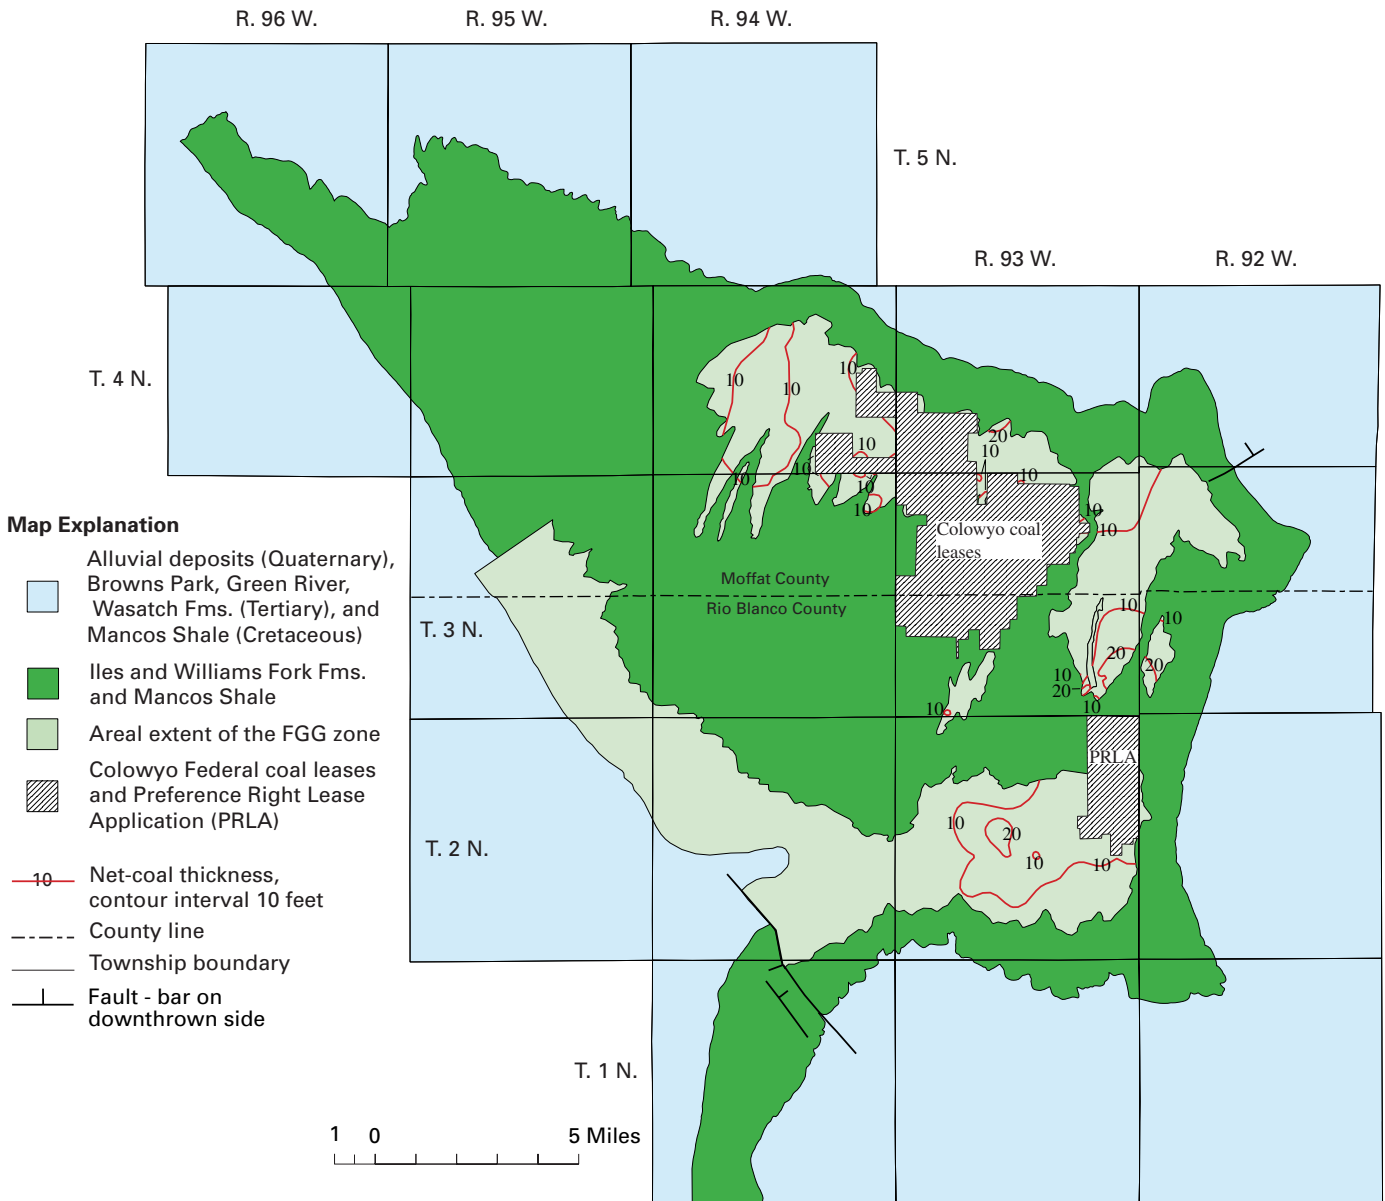 R. 96 W.
R. 95 W.
R. 94 W.
T. 5 N.
R. 93 W.
R. 92 W.
T. 4 N.
10
10
10
10
20
10
10
10
10
10
10
10
10
Colowyo coal
leases
Moffat County
Rio Blanco County
T. 3 N.
10
10
20
20
10
20
10
10
PRLA
T. 2 N.
10
20
10
10
T. 1 N.
Map Explanation
Alluvial deposits (Quaternary),
Browns Park, Green River,
Wasatch Fms. (Tertiary), and
Mancos Shale (Cretaceous)
Iles and Williams Fork Fms.
and Mancos Shale
Areal extent of the FGG zone
Colowyo Federal coal leases
and Preference Right Lease
Application (PRLA)
10
Net-coal thickness,
contour interval 10 feet
County line
Township boundary
Fault - bar on
downthrown side
1 0 5 Miles